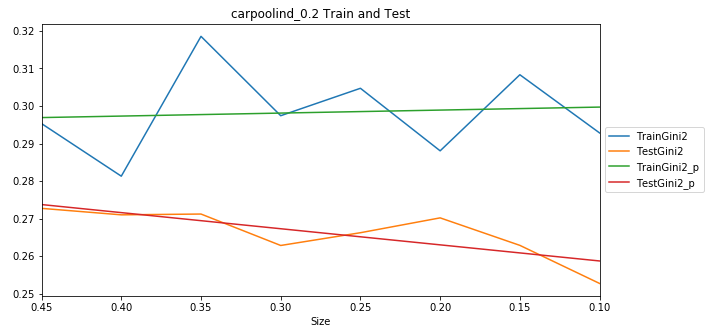 carpoolind_0.2 Train and Test
0.32
0.31
0.30
0.29
0.28
0.27
0.26
0.25
0.45 0.40 0.35 0.30 0.25 0.20 0.15 0.10
Size
TrainGini2
TestGini2
TrainGini2_p
TestGini2_p